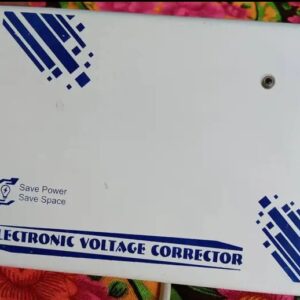 Save Power
Save Space
ELECTRONIC VOLTAGE CORRECTOR